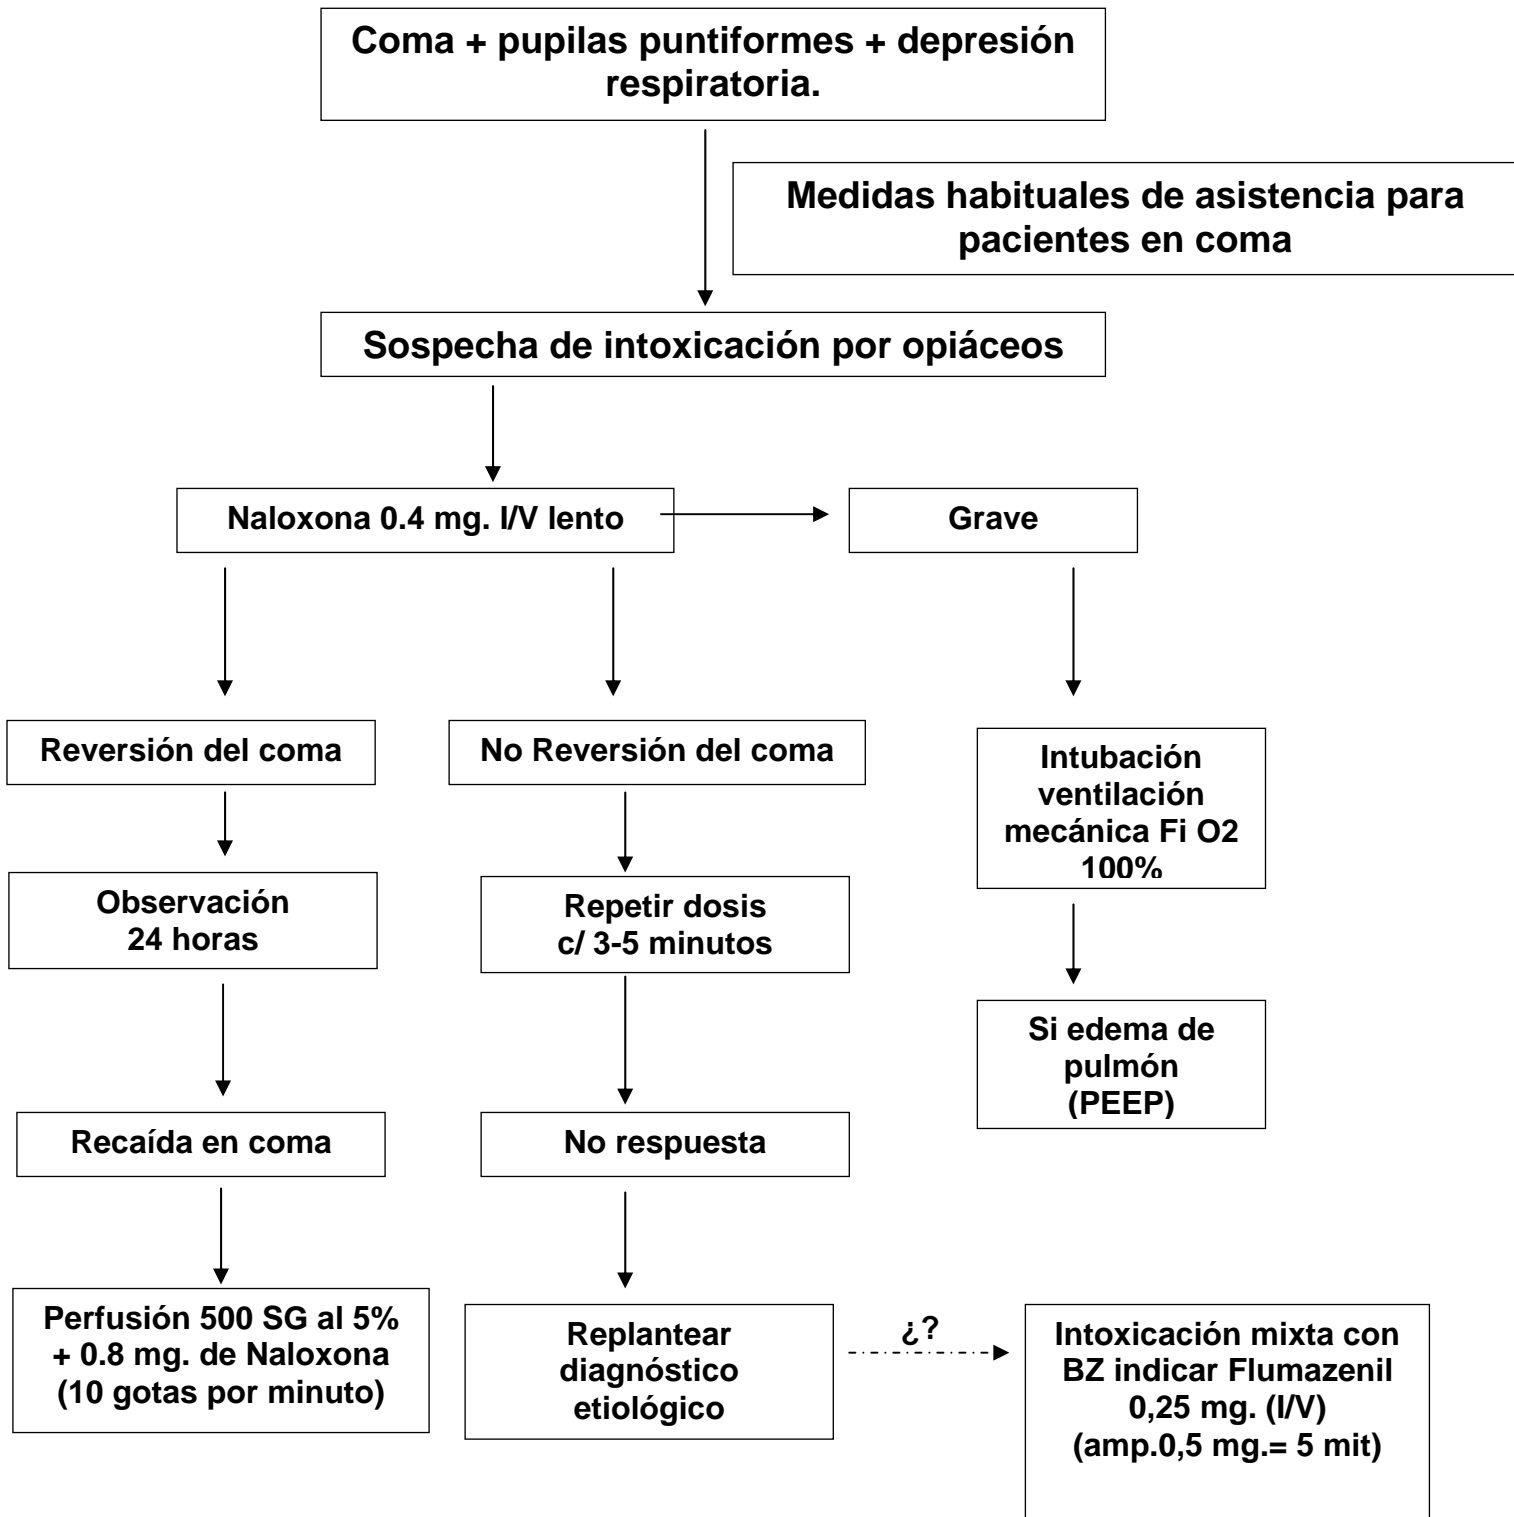 Coma + pupilas puntiformes + depresión
respiratoria.
Medidas habituales de asistencia para
pacientes en coma
Sospecha de intoxicación por opiáceos
Naloxona 0.4 mg. I/V lento
Grave
Reversión del coma
No Reversión del coma
Intubación
ventilación
mecánica Fi O2
100%
Observación
24 horas
Repetir dosis
c/ 3-5 minutos
Si edema de
pulmón
(PEEP)
Recaída en coma
No respuesta
Perfusión 500 SG al 5%
+ 0.8 mg. de Naloxona
(10 gotas por minuto)
Replantear
diagnóstico
etiológico
¿?
Intoxicación mixta con
BZ indicar Flumazenil
0,25 mg. (I/V)
(amp.0,5 mg.= 5 mit)